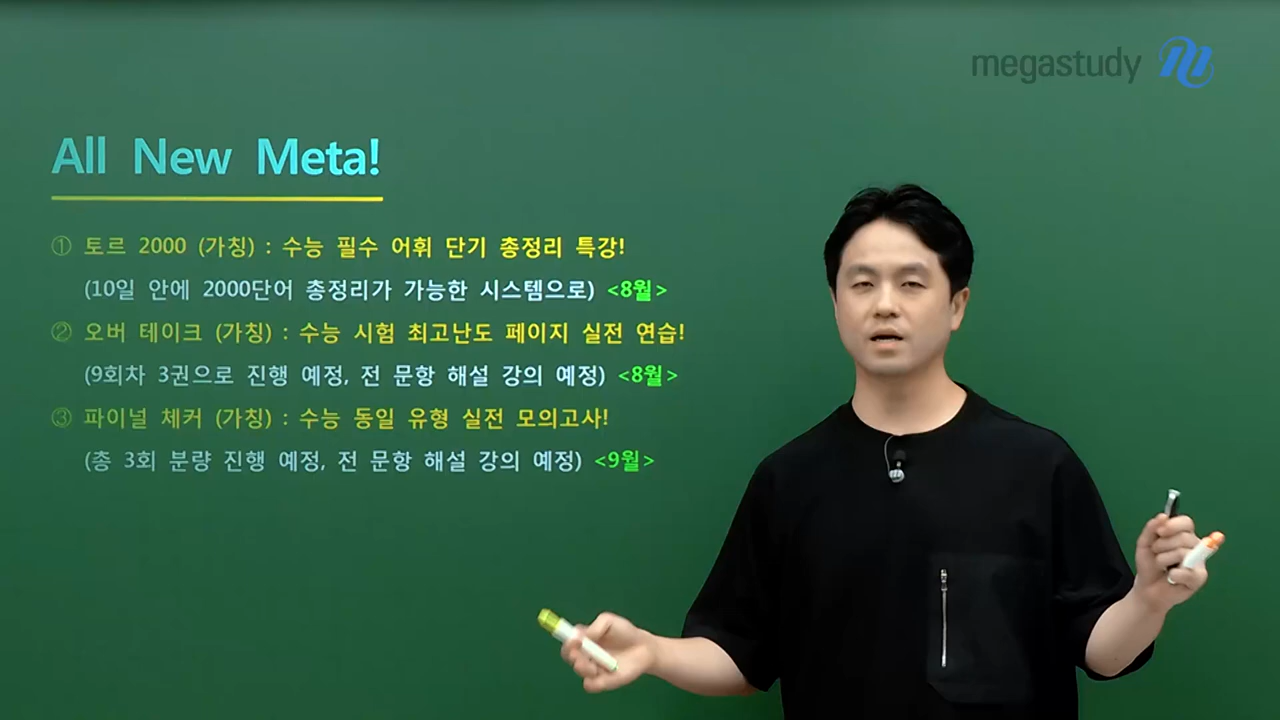 megastudy
All New Meta!
① 토르 2000 (가칭) : 수능 필수 어휘 단기 총정리 특강!
(10일 안에 2000단어 총정리가 가능한 시스템으로) <8월>
② 오버 테이크 (가칭) : 수능 시험 최고난도 페이지 실전 연습!
(9회차 3권으로 진행 예정, 전 문항 해설 강의 예정) <8월>
③ 파이널 체커 (가칭) : 수능 동일 유형 실전 모의고사!
(총 3회 분량 진행 예정, 전 문항 해설 강의 예정) <9월>